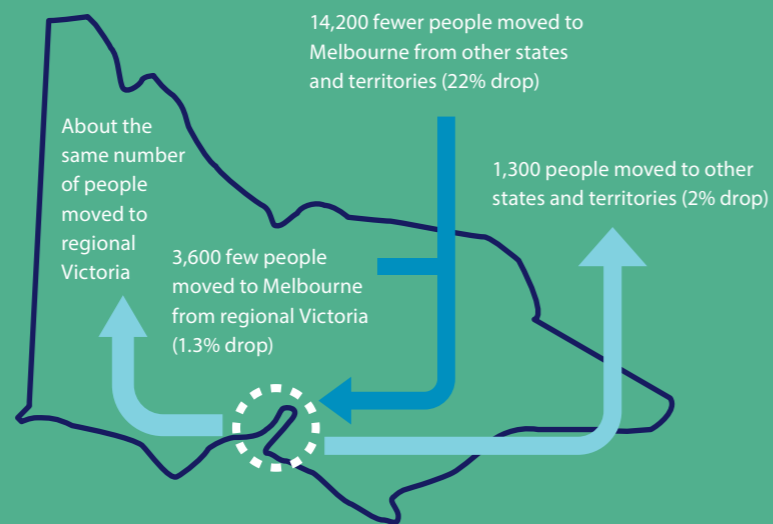 14,200 fewer people moved to
Melbourne from other states
and territories (22% drop)
About the
same number
of people
moved to
regional
Victoria
1,300 people moved to other
states and territories (2% drop)
3,600 few people
moved to Melbourne
from regional Victoria
(1.3% drop)